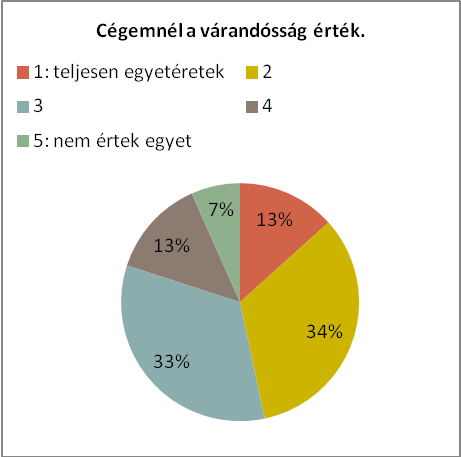 Cégemnél a várandósság érték.
1: teljesen egyetéretek 2
3 4
5: nem értek egyet
7% 13%
13%
34%
33%